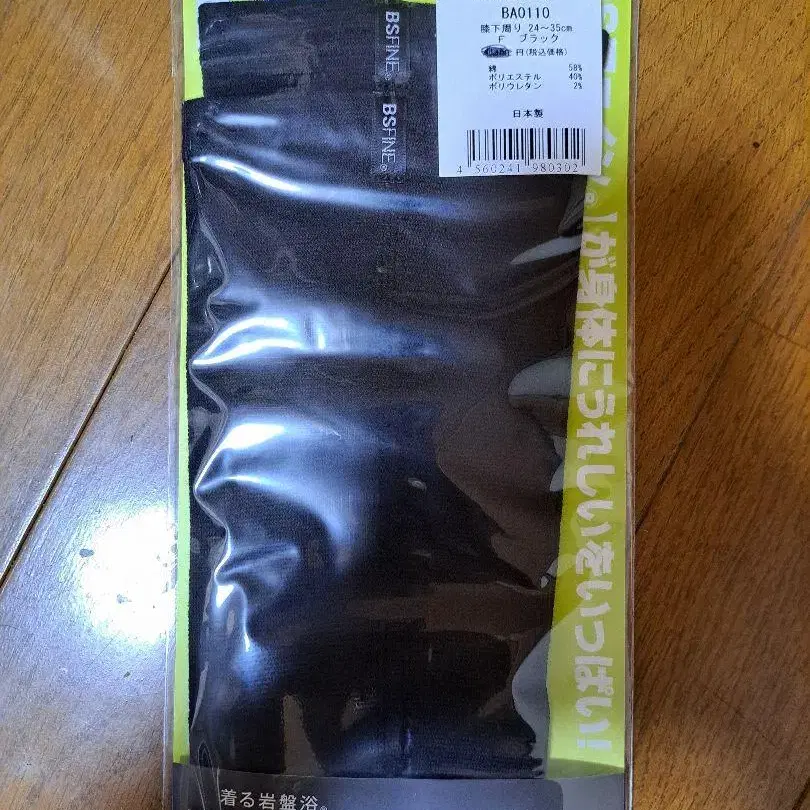 BA0110
膝下周り 24～35cm
F ブラック
円(税込価格)
綿 58%
ポリエステル 40%
ポリウレタン 2%
日本製
4 560241 980302
BSFINE®
BSFINE®
。」が身体にうれしいをいっぱい!
着る岩盤浴®